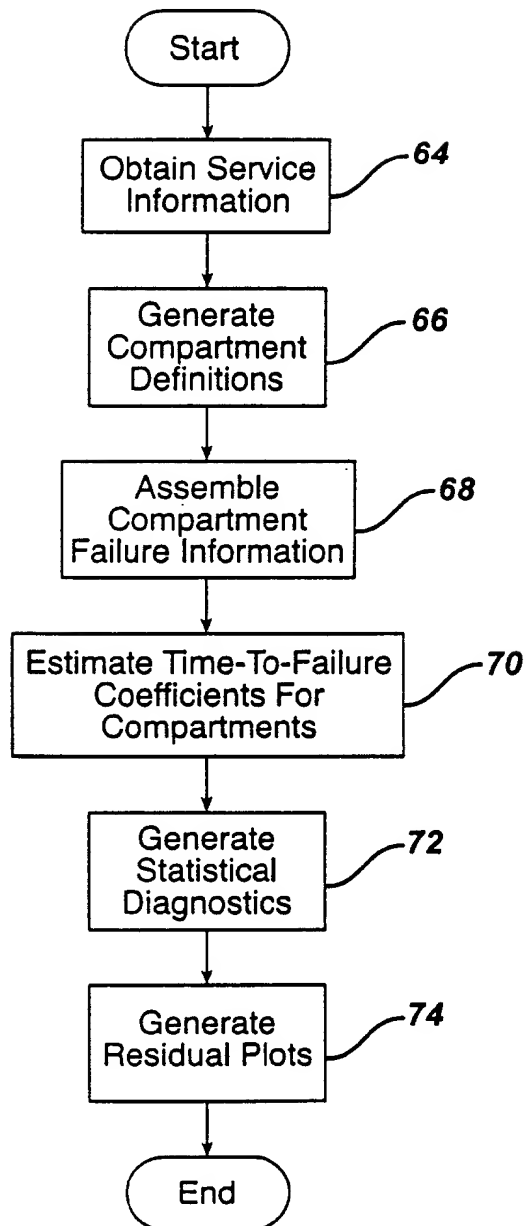 Start
Obtain Service
Information
64
Generate
Compartment
Definitions
66
Assemble
Compartment
Failure Information
68
Estimate Time-To-Failure
Coefficients For
Compartments
70
Generate
Statistical
Diagnostics
72
Generate
Residual Plots
74
End